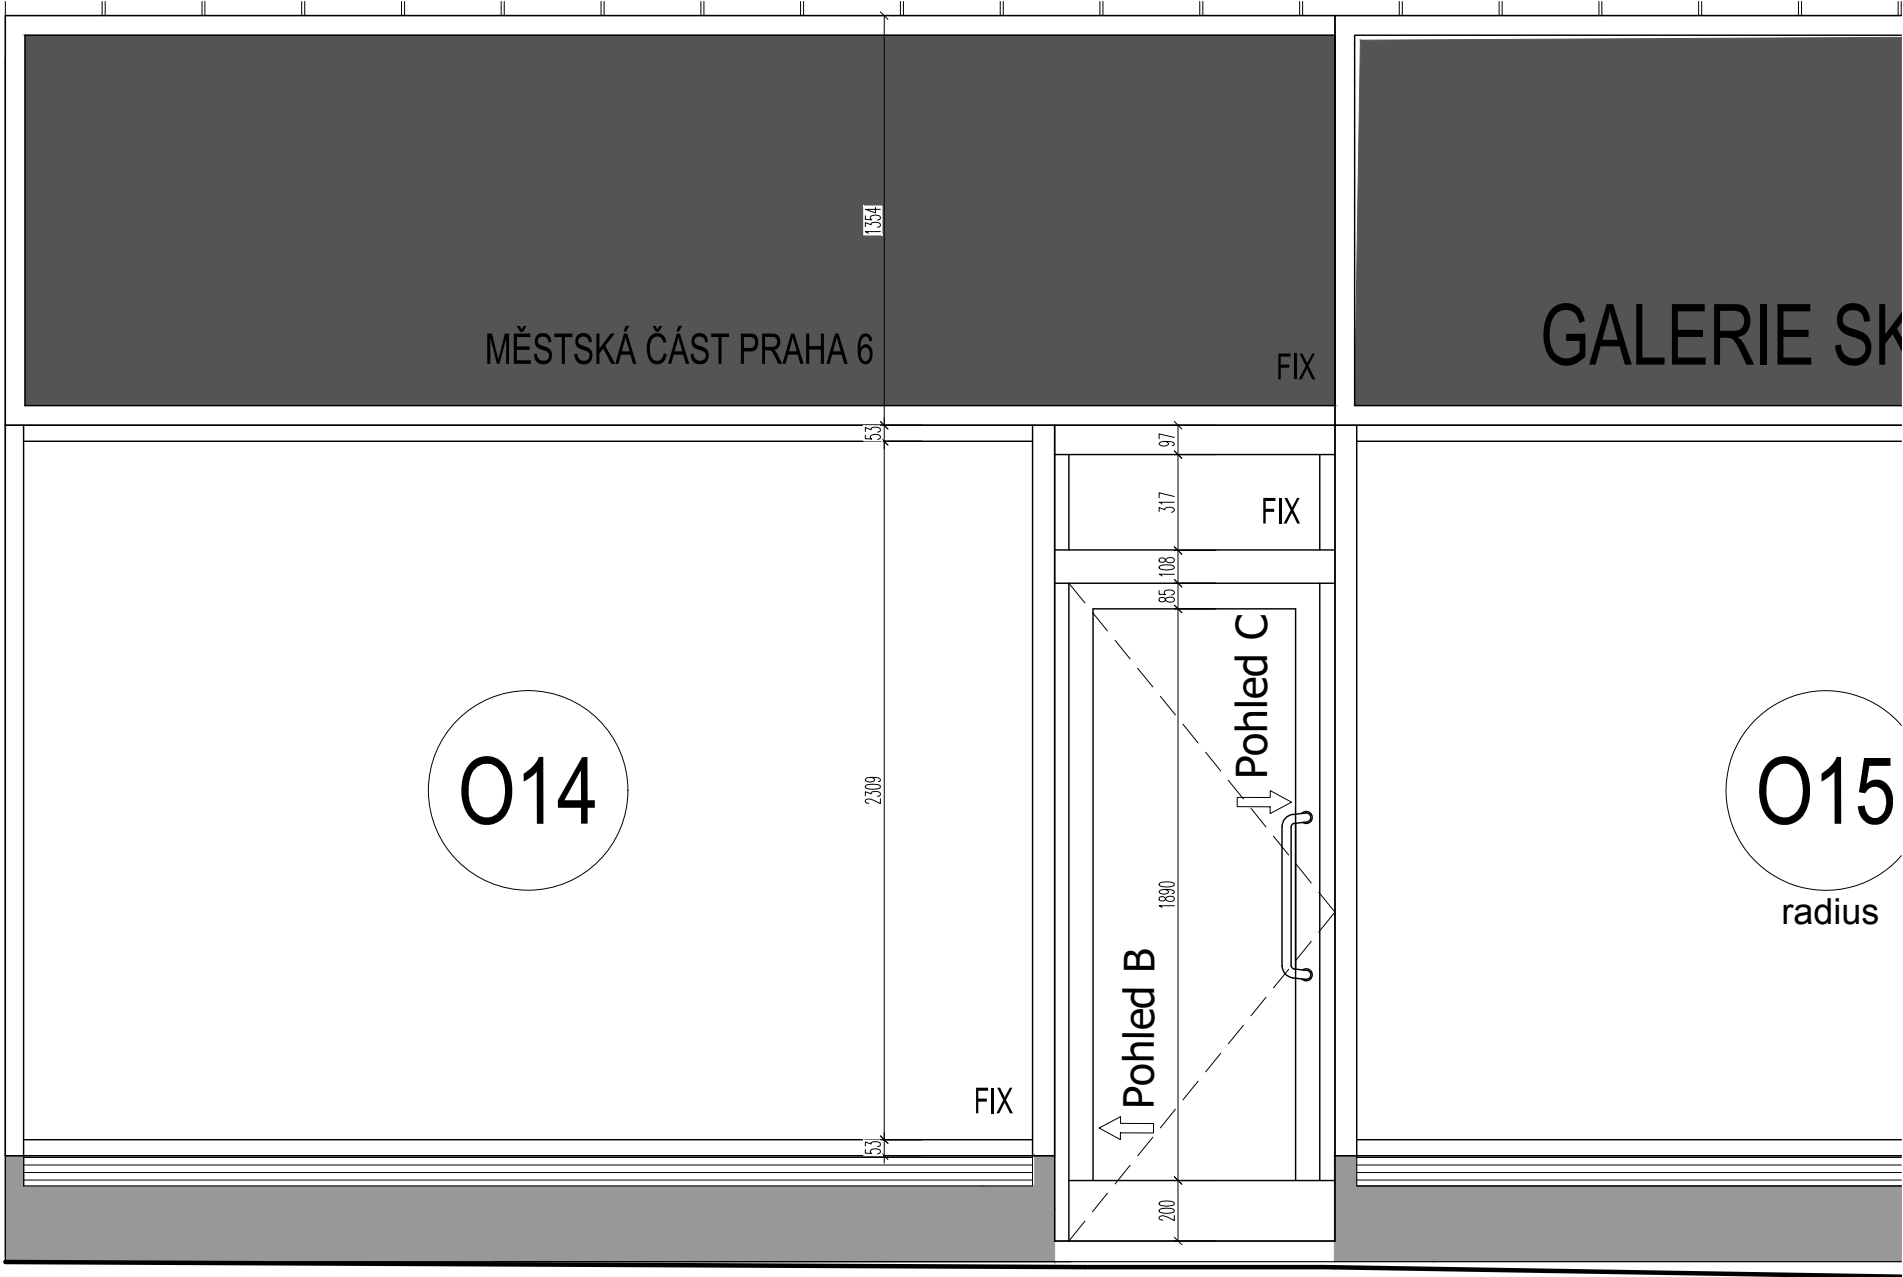 1354
MĚSTSKÁ ČÁST PRAHA 6
FIX
GALERIE SK
53
97
317
FIX
108
85
Pohled C
O14
2309
O15
radius
1890
Pohled B
FIX
53
200